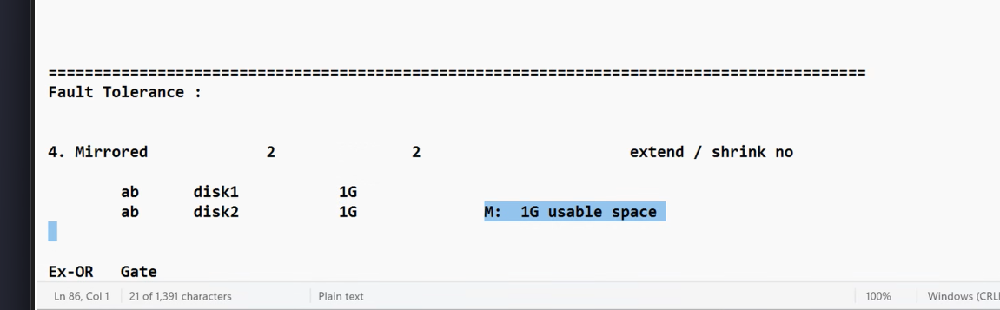 ==========================================================================================
Fault Tolerance :
4. Mirrored 2 2 extend / shrink no
ab disk1 1G
ab disk2 1G M: 1G usable space
Ex-OR Gate
Ln 86, Col 1 21 of 1,391 characters Plain text 100% Windows (CRL